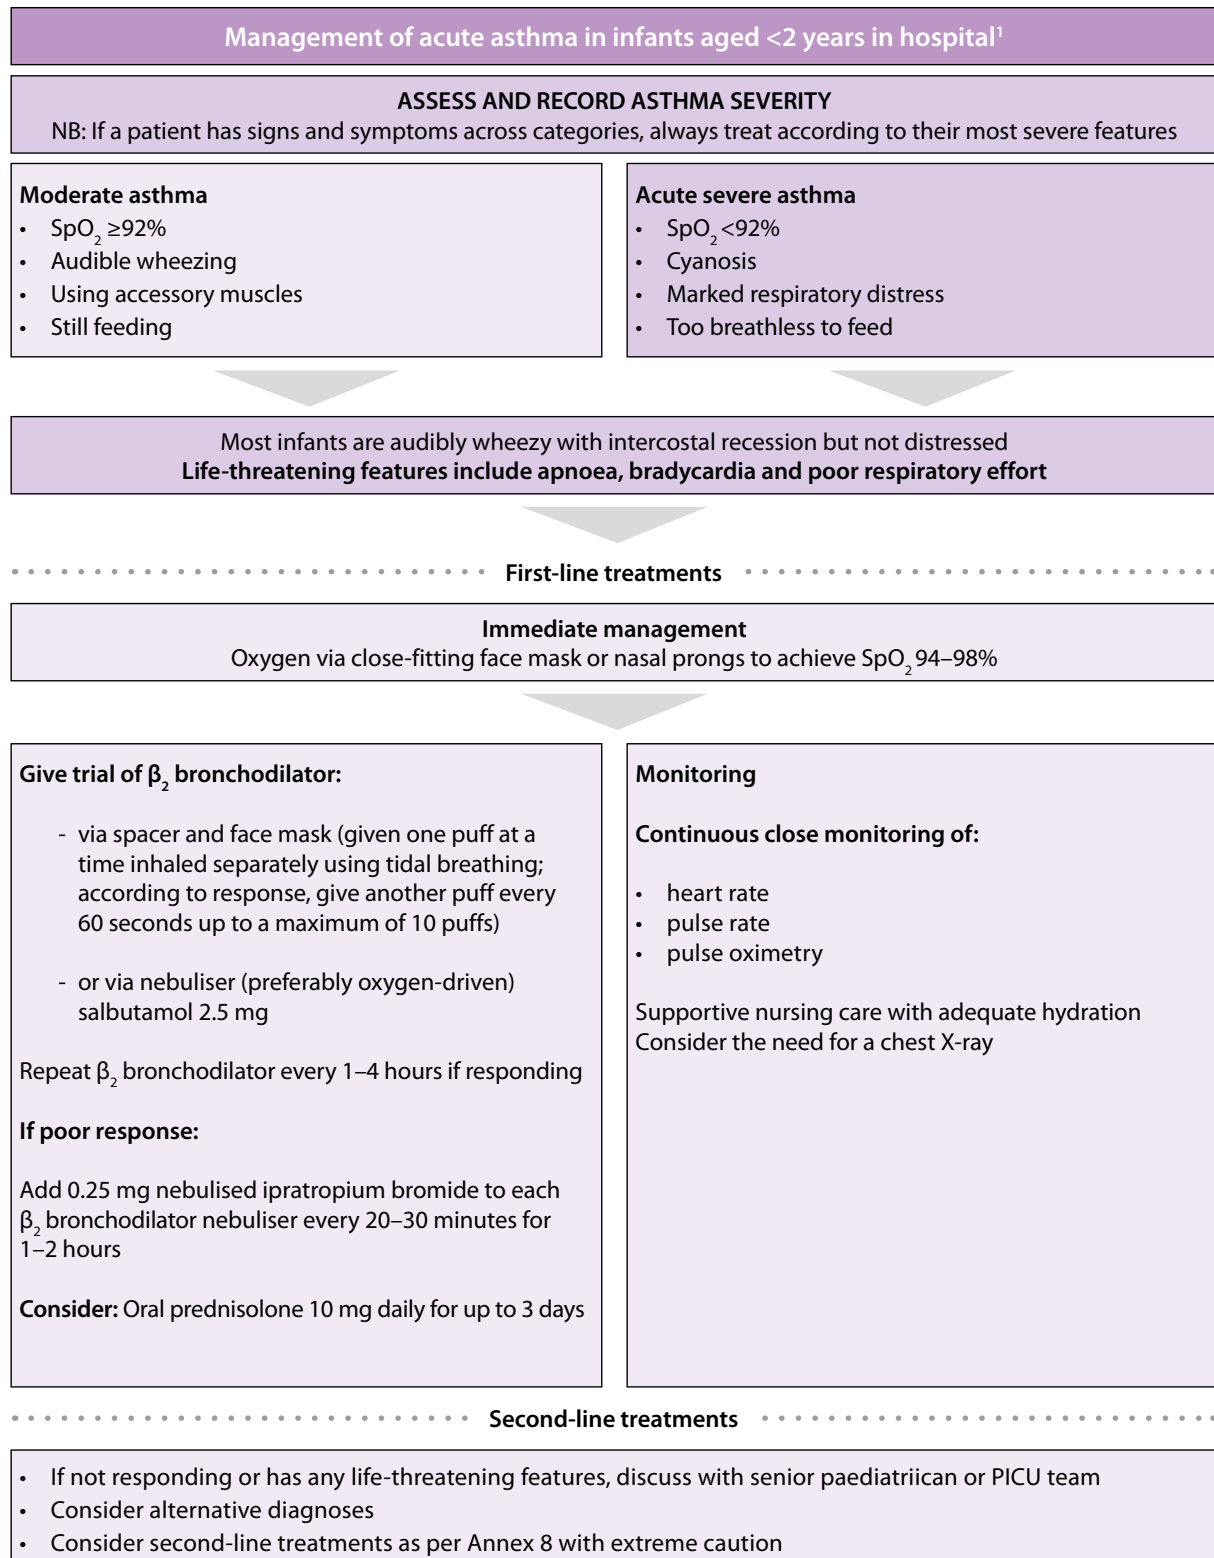 Management of acute asthma in infants aged <2 years in hospital¹
ASSESS AND RECORD ASTHMA SEVERITY
NB: If a patient has signs and symptoms across categories, always treat according to their most severe features
Moderate asthma
• SpO₂ ≥92%
• Audible wheezing
• Using accessory muscles
• Still feeding
Acute severe asthma
• SpO₂ <92%
• Cyanosis
• Marked respiratory distress
• Too breathless to feed
Most infants are audibly wheezy with intercostal recession but not distressed
Life-threatening features include apnoea, bradycardia and poor respiratory effort
First-line treatments
Immediate management
Oxygen via close-fitting face mask or nasal prongs to achieve SpO₂ 94–98%
Give trial of β₂ bronchodilator:
- via spacer and face mask (given one puff at a
time inhaled separately using tidal breathing;
according to response, give another puff every
60 seconds up to a maximum of 10 puffs)
- or via nebuliser (preferably oxygen-driven)
salbutamol 2.5 mg
Repeat β₂ bronchodilator every 1–4 hours if responding
If poor response:
Add 0.25 mg nebulised ipratropium bromide to each
β₂ bronchodilator nebuliser every 20–30 minutes for
1–2 hours
Consider: Oral prednisolone 10 mg daily for up to 3 days
Monitoring
Continuous close monitoring of:
• heart rate
• pulse rate
• pulse oximetry
Supportive nursing care with adequate hydration
Consider the need for a chest X-ray
Second-line treatments
• If not responding or has any life-threatening features, discuss with senior paediatriican or PICU team
• Consider alternative diagnoses
• Consider second-line treatments as per Annex 8 with extreme caution